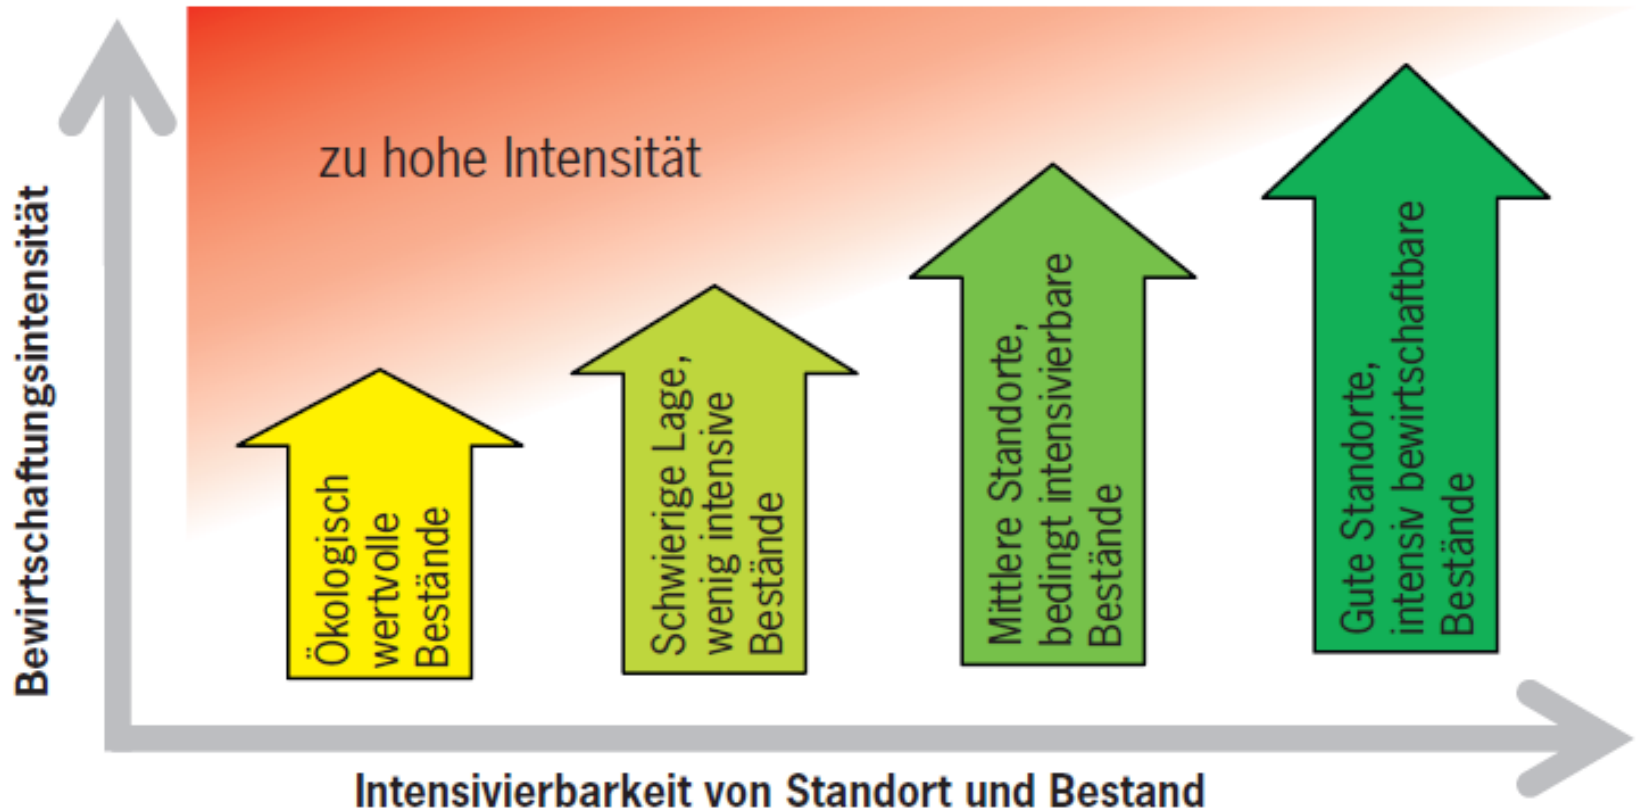 Bewirtschaftungsintensität
zu hohe Intensität
Ökologisch
wertvolle
Bestände
Schwierige Lage,
wenig intensive
Bestände
Mittlere Standorte,
bedingt intensivierbare
Bestände
Gute Standorte,
intensiv bewirtschaftbare
Bestände
Intensivierbarkeit von Standort und Bestand